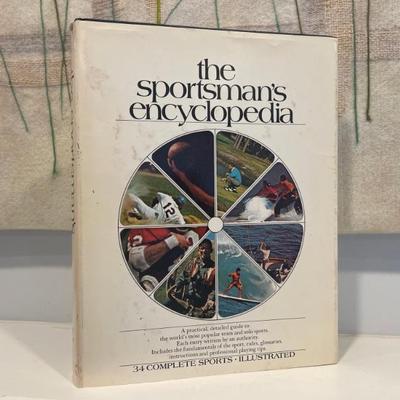 the
sportsman's
encyclopedia
12
A practical, detailed guide to
the world's most popular team and solo sports.
Each entry written by an authority.
Includes the fundamentals of the sport, rules, glossaries,
instructions and professional playing tips.
34 COMPLETE SPORTS • ILLUSTRATED